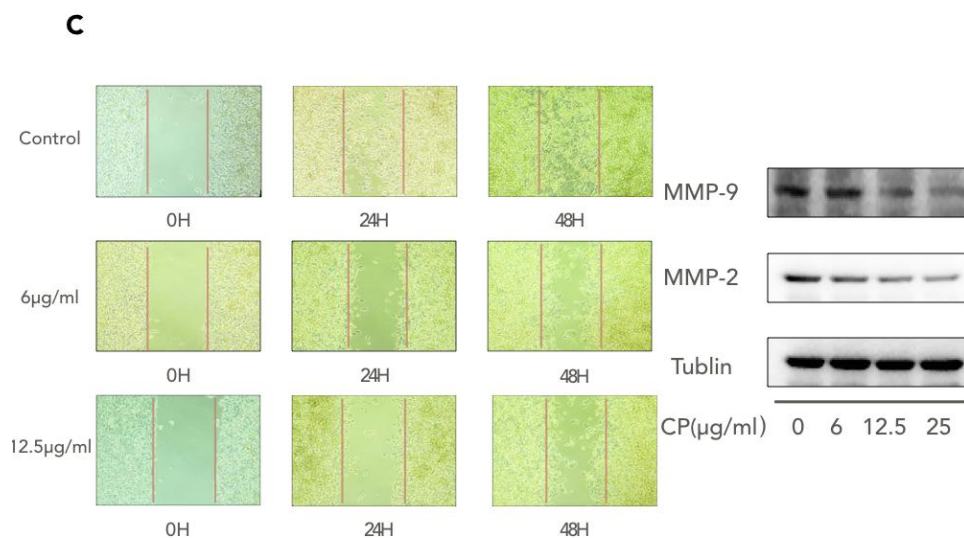 C
Control
0H
24H
48H
6μg/ml
0H
24H
48H
12.5μg/ml
0H
24H
48H
MMP-9
MMP-2
Tublin
CP(μg/ml) 0 6 12.5 25